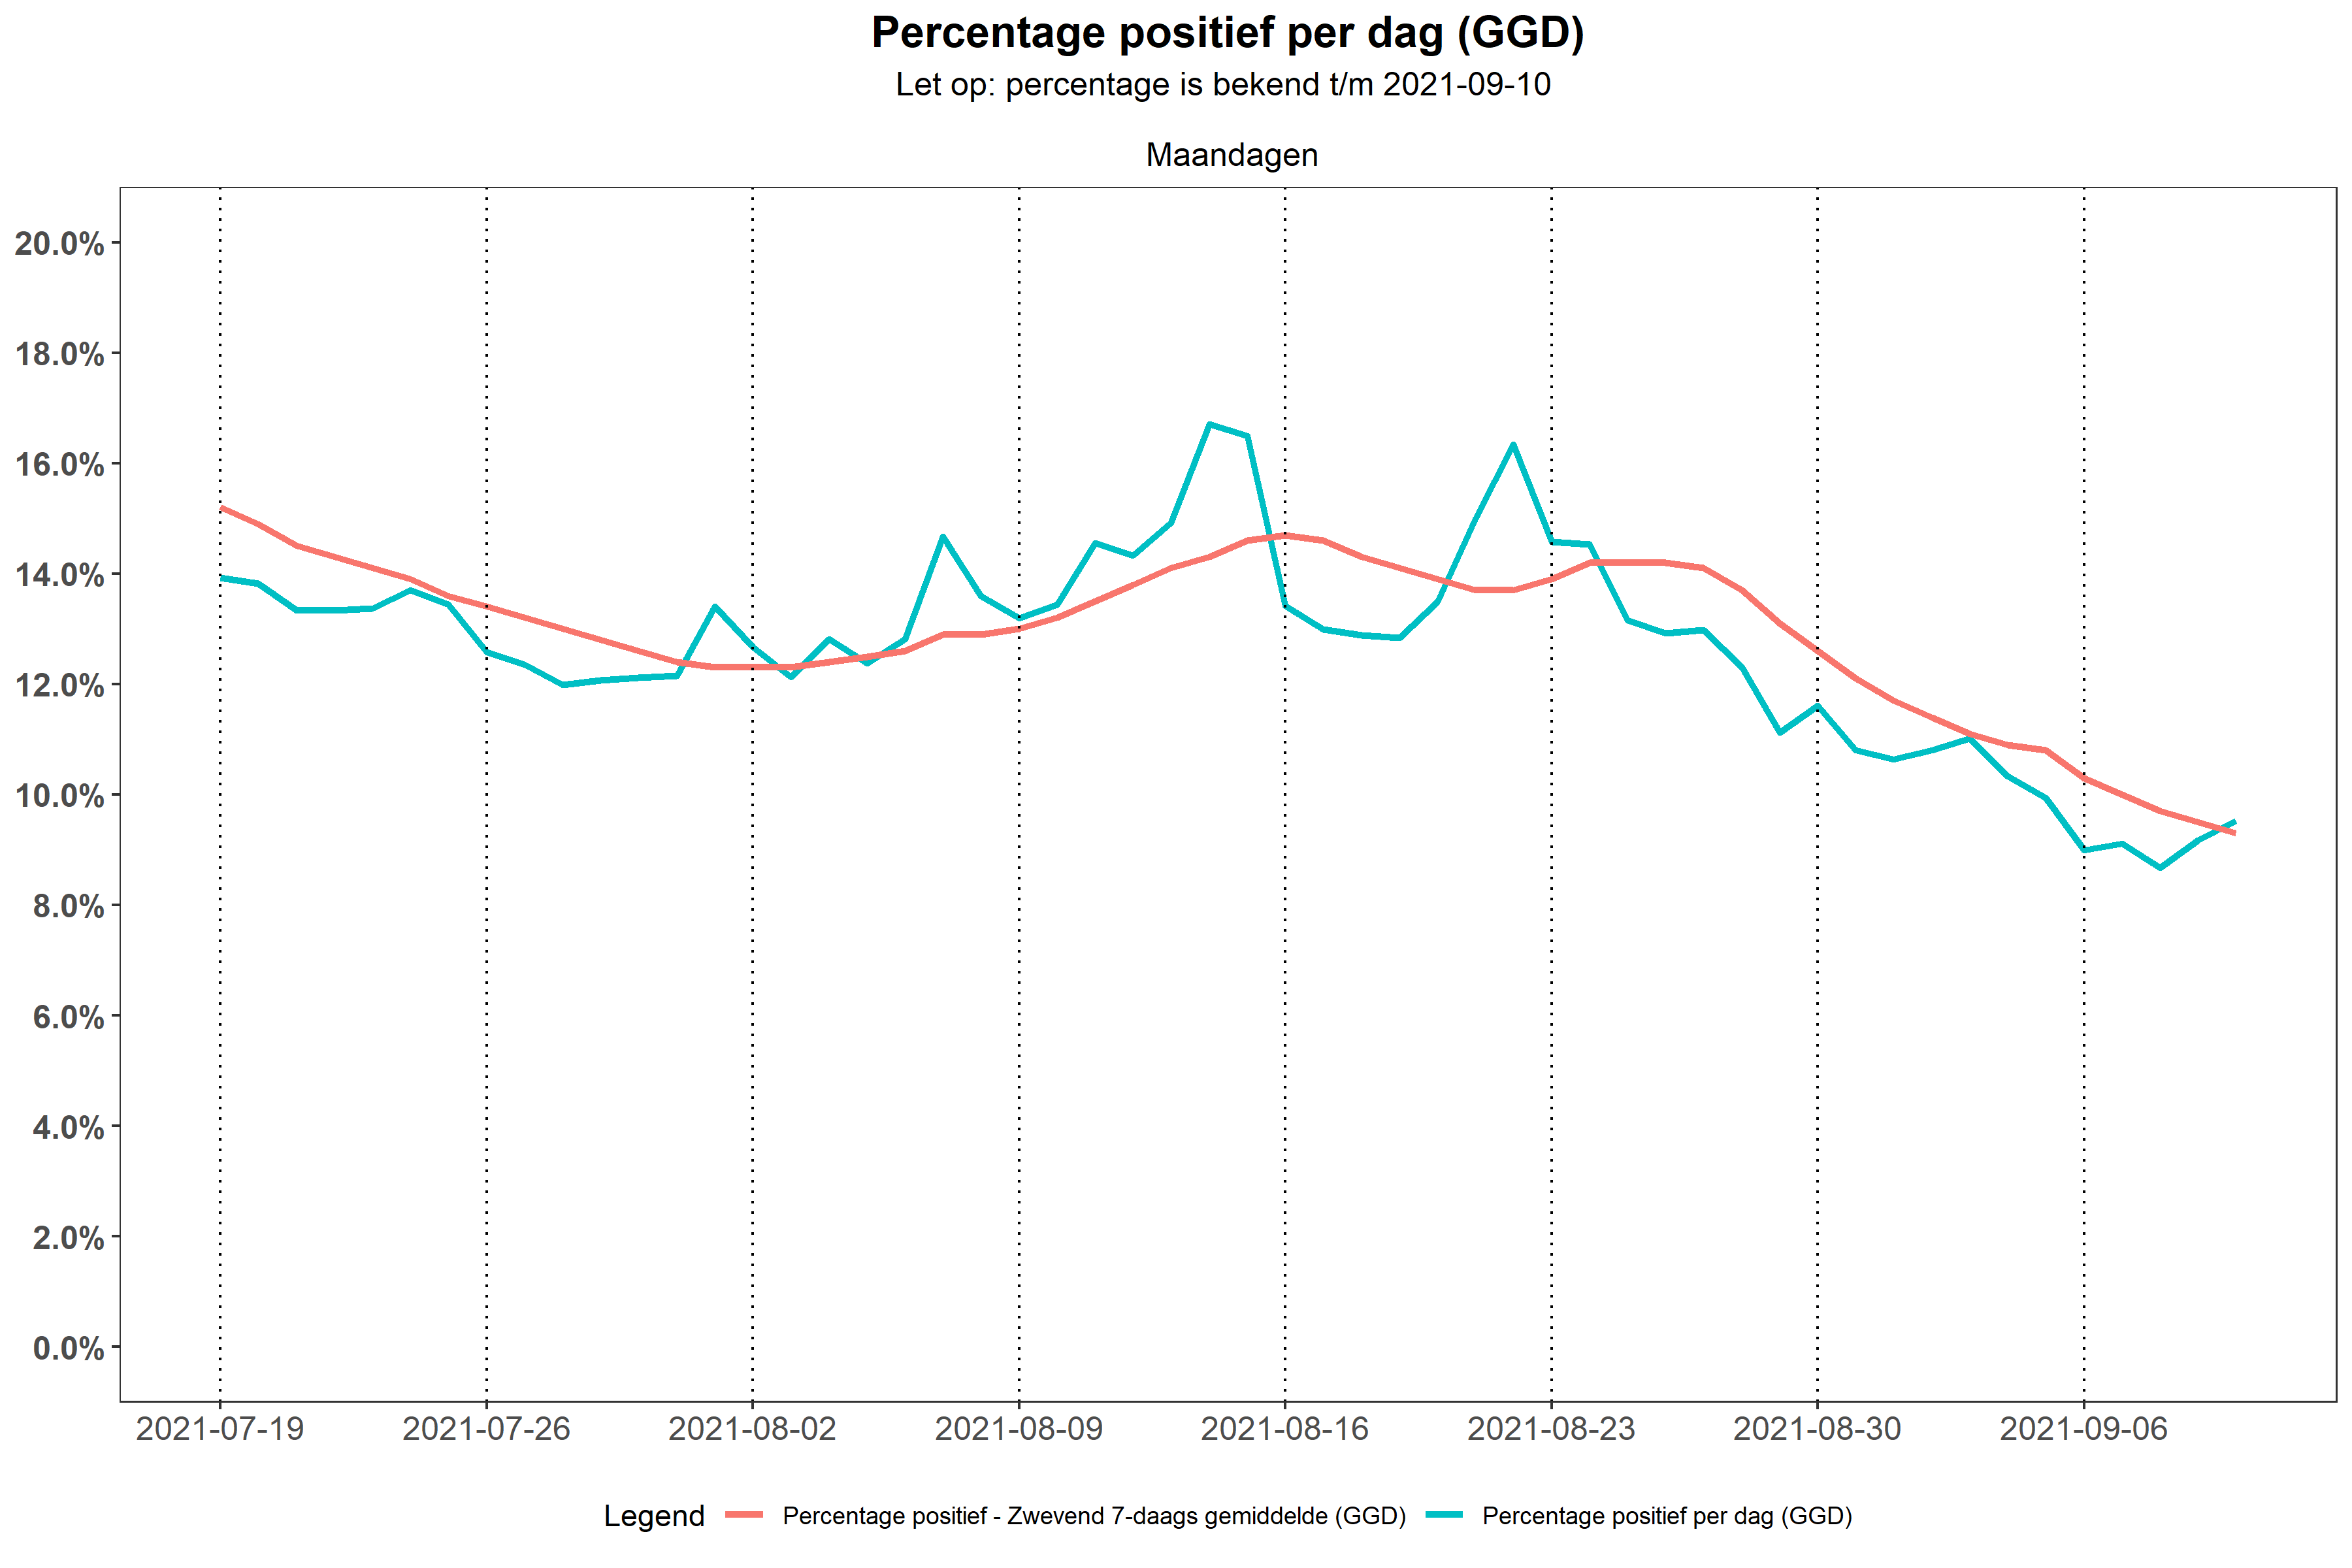 Percentage positief per dag (GGD)
Let op: percentage is bekend t/m 2021-09-10
Maandagen
20.0%
18.0%
16.0%
14.0%
12.0%
10.0%
8.0%
6.0%
4.0%
2.0%
0.0%
2021-07-19 2021-07-26 2021-08-02 2021-08-09 2021-08-16 2021-08-23 2021-08-30 2021-09-06
Legend Percentage positief - Zwevend 7-daags gemiddelde (GGD) Percentage positief per dag (GGD)